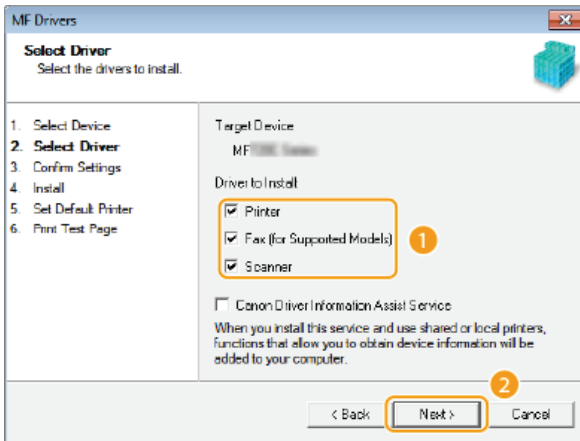 MF Drivers
Select Driver
Select the drivers to install.
1. Select Device
2. Select Driver
3. Confirm Settings
4. Install
5. Set Default Printer
6. Print Test Page
Target Device
MF
Driver to Install
Printer
Fax (for Supported Models)
Scanner
1
Canon Driver Information Assist Service
When you install this service and use shared or local printers,
functions that allow you to obtain device information will be
added to your computer.
2
< Back
Next >
Cancel